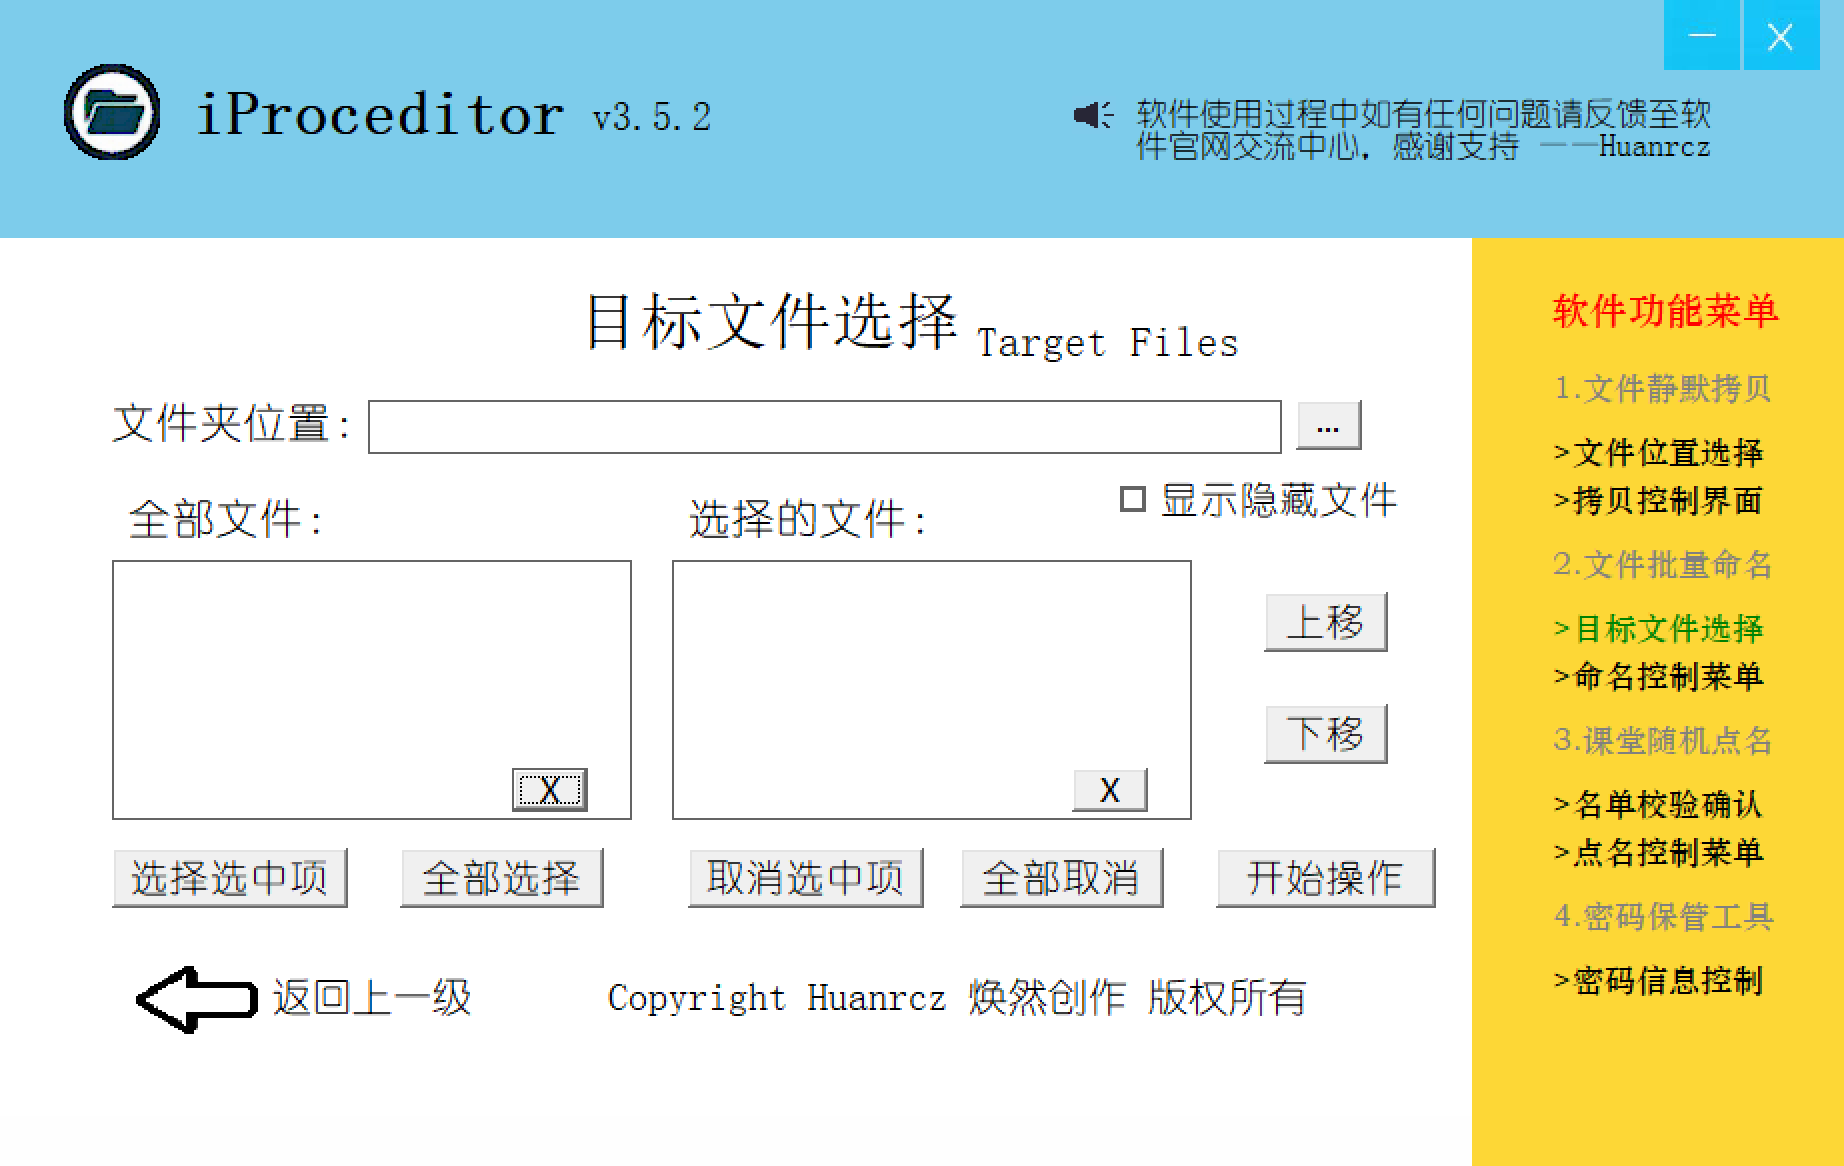 iProceditor v3.5.2
软件使用过程中如有任何问题请反馈至软
件官网交流中心，感谢支持 ——Huanrcz
目标文件选择 Target Files
文件夹位置:
...
全部文件:
选择的文件:
显示隐藏文件
上移
下移
X
X
选择选中项
全部选择
取消选中项
全部取消
开始操作
返回上一级
Copyright Huanrcz 焕然创作 版权所有
软件功能菜单
1.文件静默拷贝
>文件位置选择
>拷贝控制界面
2.文件批量命名
>目标文件选择
>命名控制菜单
3.课堂随机点名
>名单校验确认
>点名控制菜单
4.密码保管工具
>密码信息控制